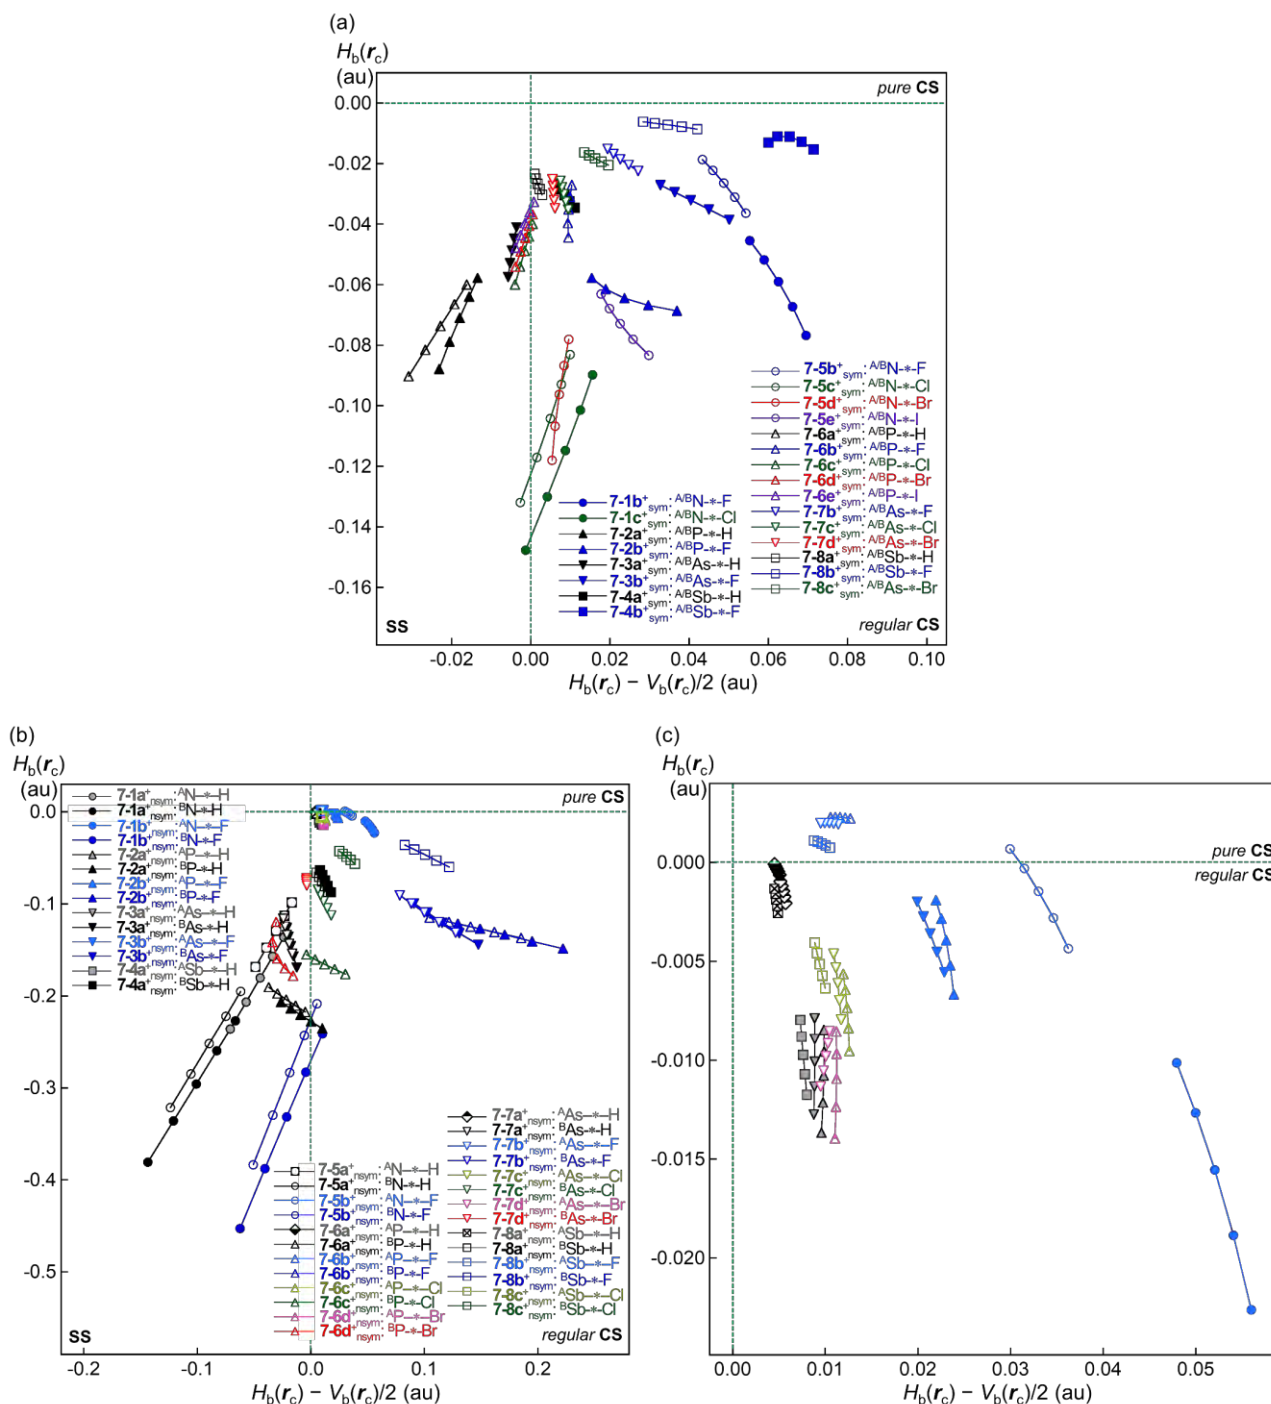 (a)
H_b(r_c)
(au)
pure CS
0.00
-0.02
-0.04
-0.06
-0.08
-0.10
-0.12
-0.14
-0.16
7-5b⁺sym: A/BN-*-F
7-5c⁺sym: A/BN-*-Cl
7-5d⁺sym: A/BN-*-Br
7-5e⁺sym: A/BN-*-I
7-6a⁺sym: A/BP-*-H
7-6b⁺sym: A/BP-*-F
7-6c⁺sym: A/BP-*-Cl
7-6d⁺sym: A/BP-*-Br
7-6e⁺sym: A/BP-*-I
7-7b⁺sym: A/BAs-*-F
7-7c⁺sym: A/BAs-*-Cl
7-7d⁺sym: A/BAs-*-Br
7-8a⁺sym: A/BSb-*-H
7-8b⁺sym: A/BSb-*-F
7-8c⁺sym: A/BAs-*-Br
7-1b⁺sym: A/BN-*-F
7-1c⁺sym: A/BN-*-Cl
7-2a⁺sym: A/BP-*-H
7-2b⁺sym: A/BP-*-F
7-3a⁺sym: A/BAs-*-H
7-3b⁺sym: A/BAs-*-F
7-4a⁺sym: A/BSb-*-H
7-4b⁺sym: A/BSb-*-F
SS
regular CS
-0.02 0.00 0.02 0.04 0.06 0.08 0.10
H_b(r_c) − V_b(r_c)/2 (au)
(b)
H_b(r_c)
(au)
pure CS
0.0
-0.1
-0.2
-0.3
-0.4
-0.5
7-1a⁺nsym: AN-*-H
7-1a⁺nsym: BN-*-H
7-1b⁺nsym: AN-*-F
7-1b⁺nsym: BN-*-F
7-2a⁺nsym: AP-*-H
7-2a⁺nsym: BP-*-H
7-2b⁺nsym: AP-*-F
7-2b⁺nsym: BP-*-F
7-3a⁺nsym: AAs-*-H
7-3a⁺nsym: BAs-*-H
7-3b⁺nsym: AAs-*-F
7-3b⁺nsym: BAs-*-F
7-4a⁺nsym: ASb-*-H
7-4a⁺nsym: BSb-*-H
7-5a⁺nsym: AN-*-H
7-5a⁺nsym: BN-*-H
7-5b⁺nsym: AN-*-F
7-5b⁺nsym: BN-*-F
7-6a⁺nsym: AP-*-H
7-6a⁺nsym: BP-*-H
7-6b⁺nsym: AP-*-F
7-6b⁺nsym: BP-*-F
7-6c⁺nsym: AP-*-Cl
7-6c⁺nsym: BP-*-Cl
7-6d⁺nsym: AP-*-Br
7-6d⁺nsym: BP-*-Br
7-7a⁺nsym: AAs-*-H
7-7a⁺nsym: BAs-*-H
7-7b⁺nsym: AAs-*-F
7-7b⁺nsym: BAs-*-F
7-7c⁺nsym: AAs-*-Cl
7-7c⁺nsym: BAs-*-Cl
7-7d⁺nsym: AAs-*-Br
7-7d⁺nsym: BAs-*-Br
7-8a⁺nsym: ASb-*-H
7-8a⁺nsym: BSb-*-H
7-8b⁺nsym: ASb-*-F
7-8b⁺nsym: BSb-*-F
7-8c⁺nsym: ASb-*-Cl
7-8c⁺nsym: BSb-*-Cl
SS
regular CS
-0.2 -0.1 0.0 0.1 0.2
H_b(r_c) − V_b(r_c)/2 (au)
(c)
H_b(r_c)
(au)
0.000
-0.005
-0.010
-0.015
-0.020
pure CS
regular CS
0.00 0.01 0.02 0.03 0.04 0.05
H_b(r_c) − V_b(r_c)/2 (au)